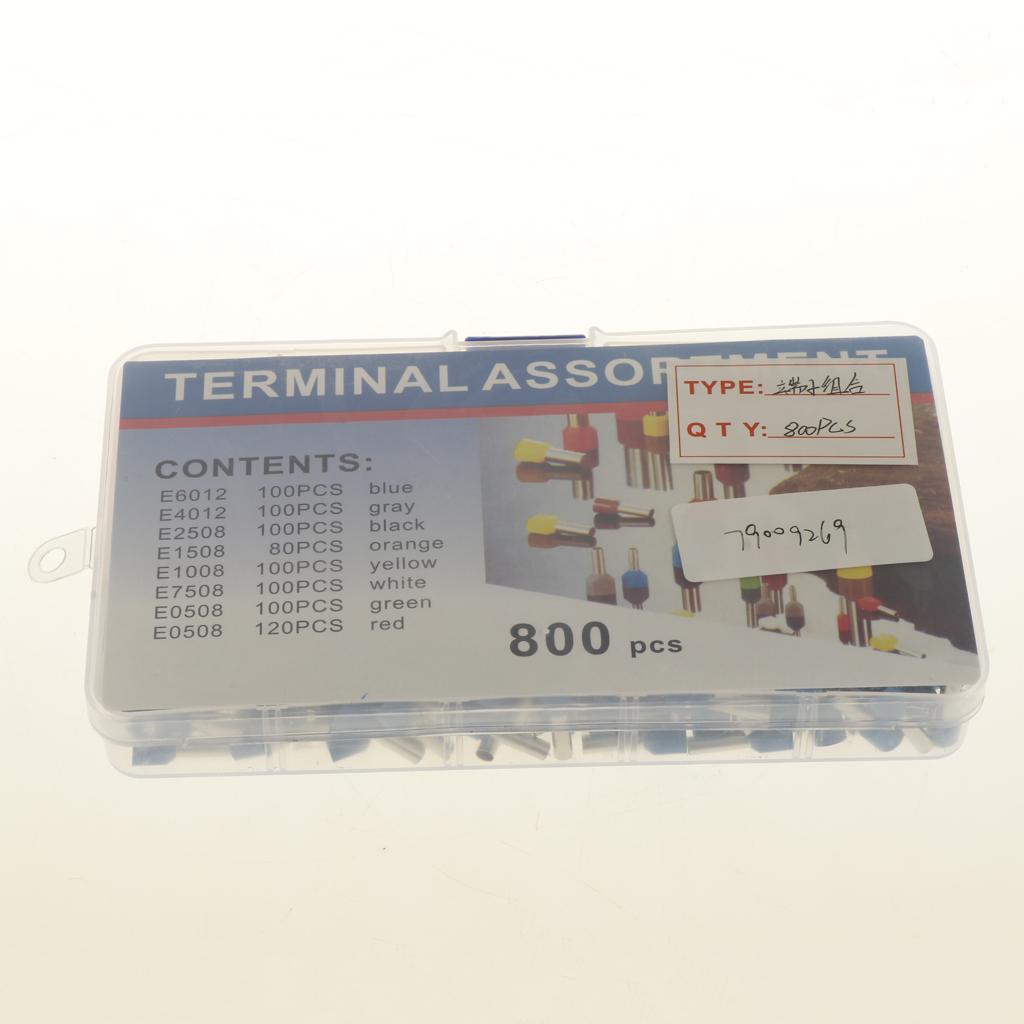 TERMINAL ASSORTMENT
TYPE: 端子组合
QTY: 800PCS
CONTENTS:
E6012 100PCS blue
E4012 100PCS gray
E2508 100PCS black
E1508 80PCS orange
E1008 100PCS yellow
E7508 100PCS white
E0508 100PCS green
E0508 120PCS red
79009269
800 pcs